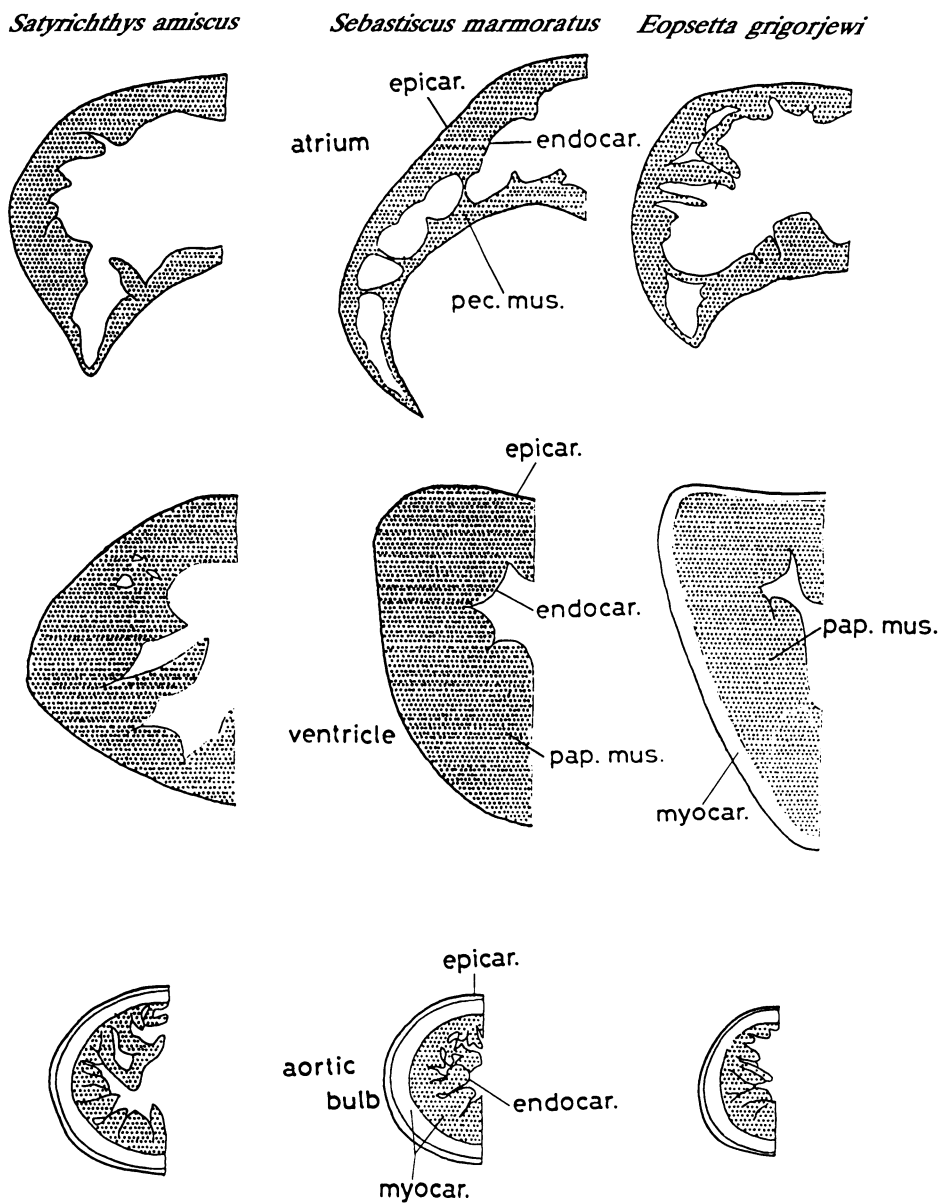 Satyrichthys amiscus
Sebastiscus marmoratus
Eopsetta grigorjewi
epicar.
atrium
endocar.
pec. mus.
epicar.
endocar.
pap. mus.
ventricle
pap. mus.
myocar.
epicar.
aortic
bulb
endocar.
myocar.